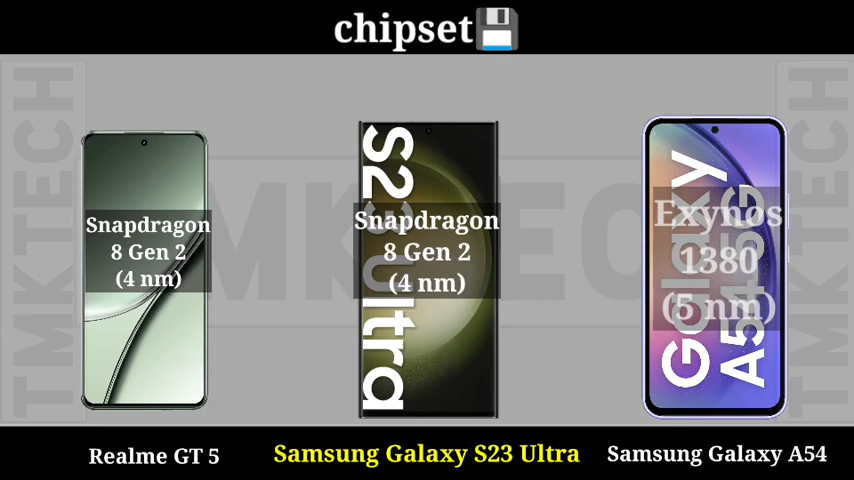 chipset💾
TMKTECH
TMKTECH
Snapdragon
8 Gen 2
(4 nm)
S23 Ultra
Snapdragon
8 Gen 2
(4 nm)
Galaxy
A54 5G
Exynos
1380
(5 nm)
Realme GT 5
Samsung Galaxy S23 Ultra
Samsung Galaxy A54